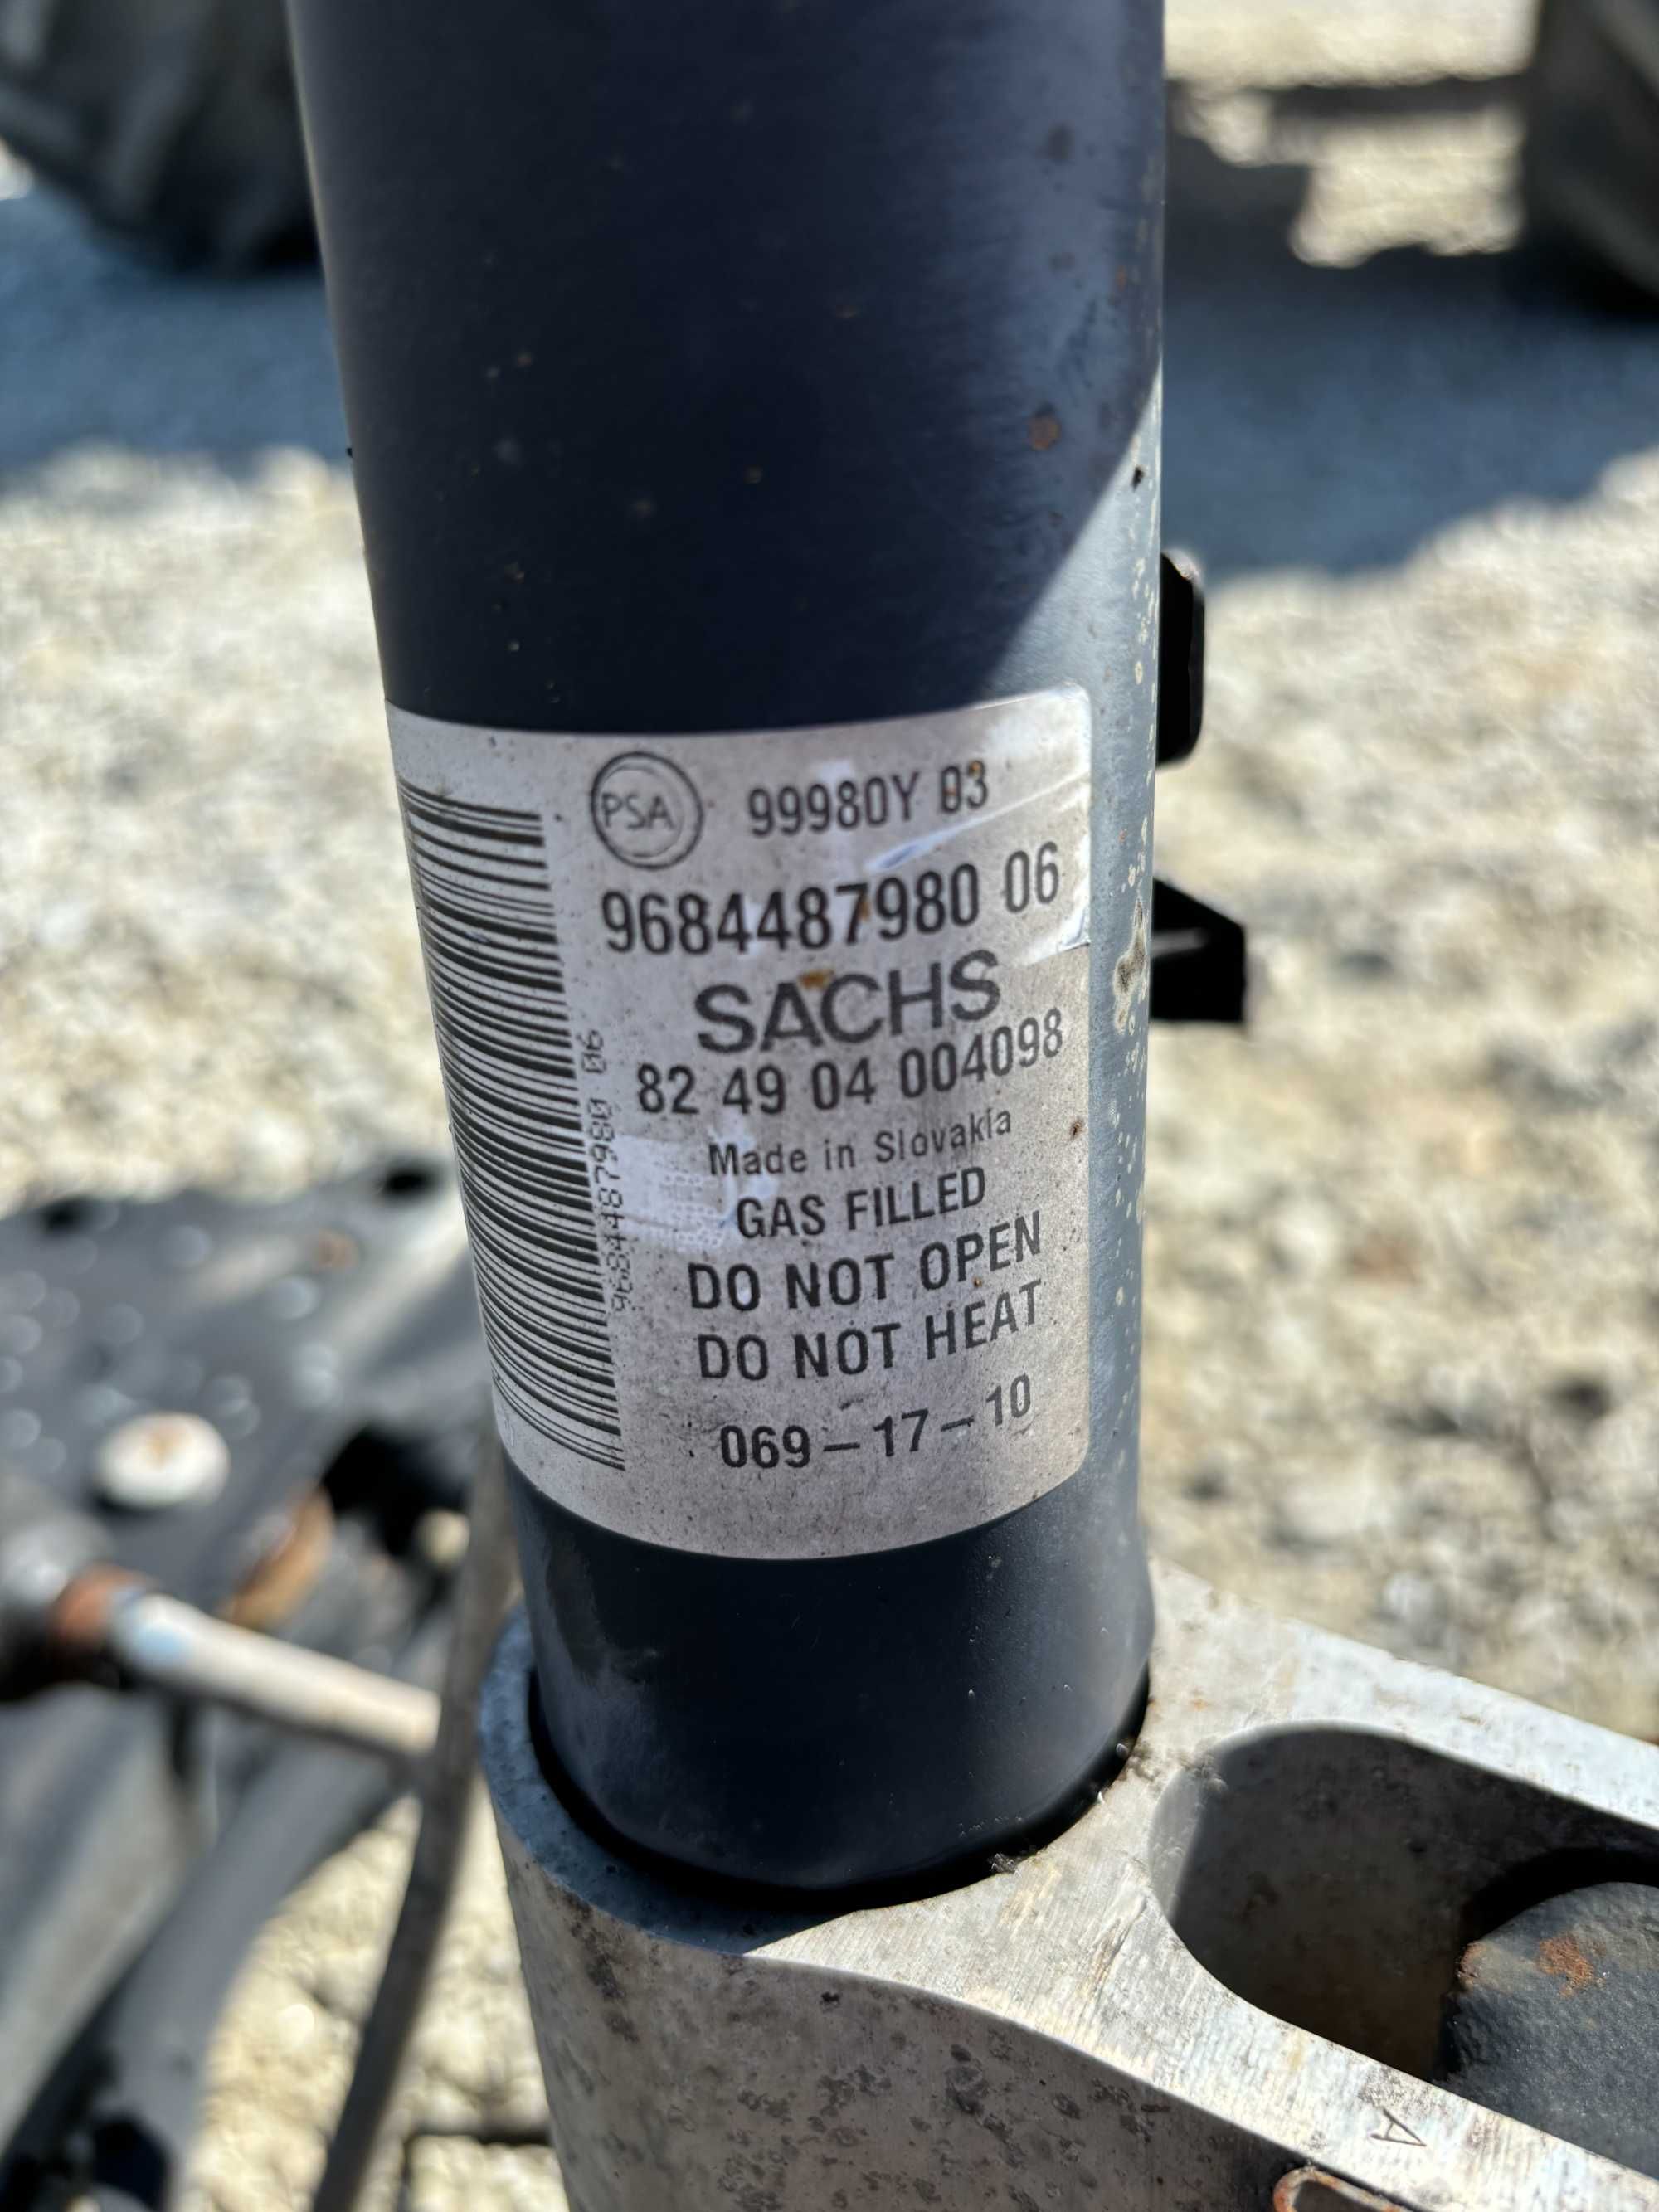 PSA 99980Y 03
9684487980 06
SACHS
82 49 04 004098
Made in Slovakia
GAS FILLED
DO NOT OPEN
DO NOT HEAT
069-17-10
9684487980 06
A